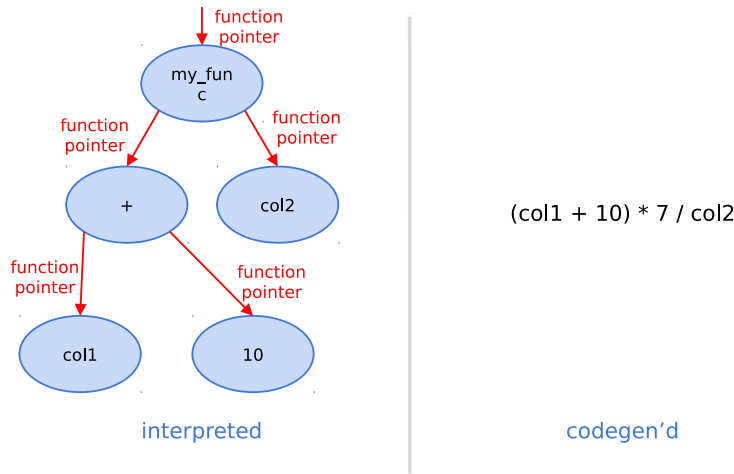 function
pointer
my_fun
c
function
pointer
function
pointer
+
col2
(col1 + 10) * 7 / col2
function
pointer
function
pointer
col1
10
interpreted
codegen’d